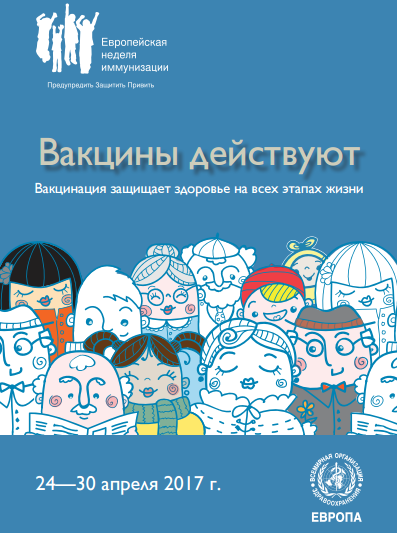 Европейская
неделя
иммунизации
Предупредить Защитить Привить
Вакцины действуют
Вакцинация защищает здоровье на всех этапах жизни
24—30 апреля 2017 г.
ВСЕМИРНАЯ ОРГАНИЗАЦИЯ
ЗДРАВООХРАНЕНИЯ
ЕВРОПА